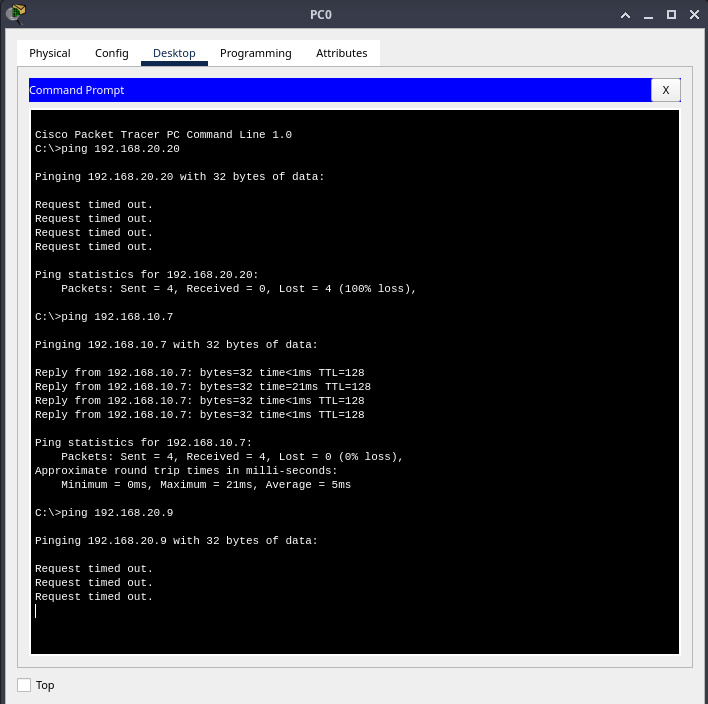 PC0
Physical Config Desktop Programming Attributes
Command Prompt
X
Cisco Packet Tracer PC Command Line 1.0
C:\>ping 192.168.20.20
Pinging 192.168.20.20 with 32 bytes of data:
Request timed out.
Request timed out.
Request timed out.
Request timed out.
Ping statistics for 192.168.20.20:
Packets: Sent = 4, Received = 0, Lost = 4 (100% loss),
C:\>ping 192.168.10.7
Pinging 192.168.10.7 with 32 bytes of data:
Reply from 192.168.10.7: bytes=32 time<1ms TTL=128
Reply from 192.168.10.7: bytes=32 time=21ms TTL=128
Reply from 192.168.10.7: bytes=32 time<1ms TTL=128
Reply from 192.168.10.7: bytes=32 time<1ms TTL=128
Ping statistics for 192.168.10.7:
Packets: Sent = 4, Received = 4, Lost = 0 (0% loss),
Approximate round trip times in milli-seconds:
Minimum = 0ms, Maximum = 21ms, Average = 5ms
C:\>ping 192.168.20.9
Pinging 192.168.20.9 with 32 bytes of data:
Request timed out.
Request timed out.
Request timed out.
Top